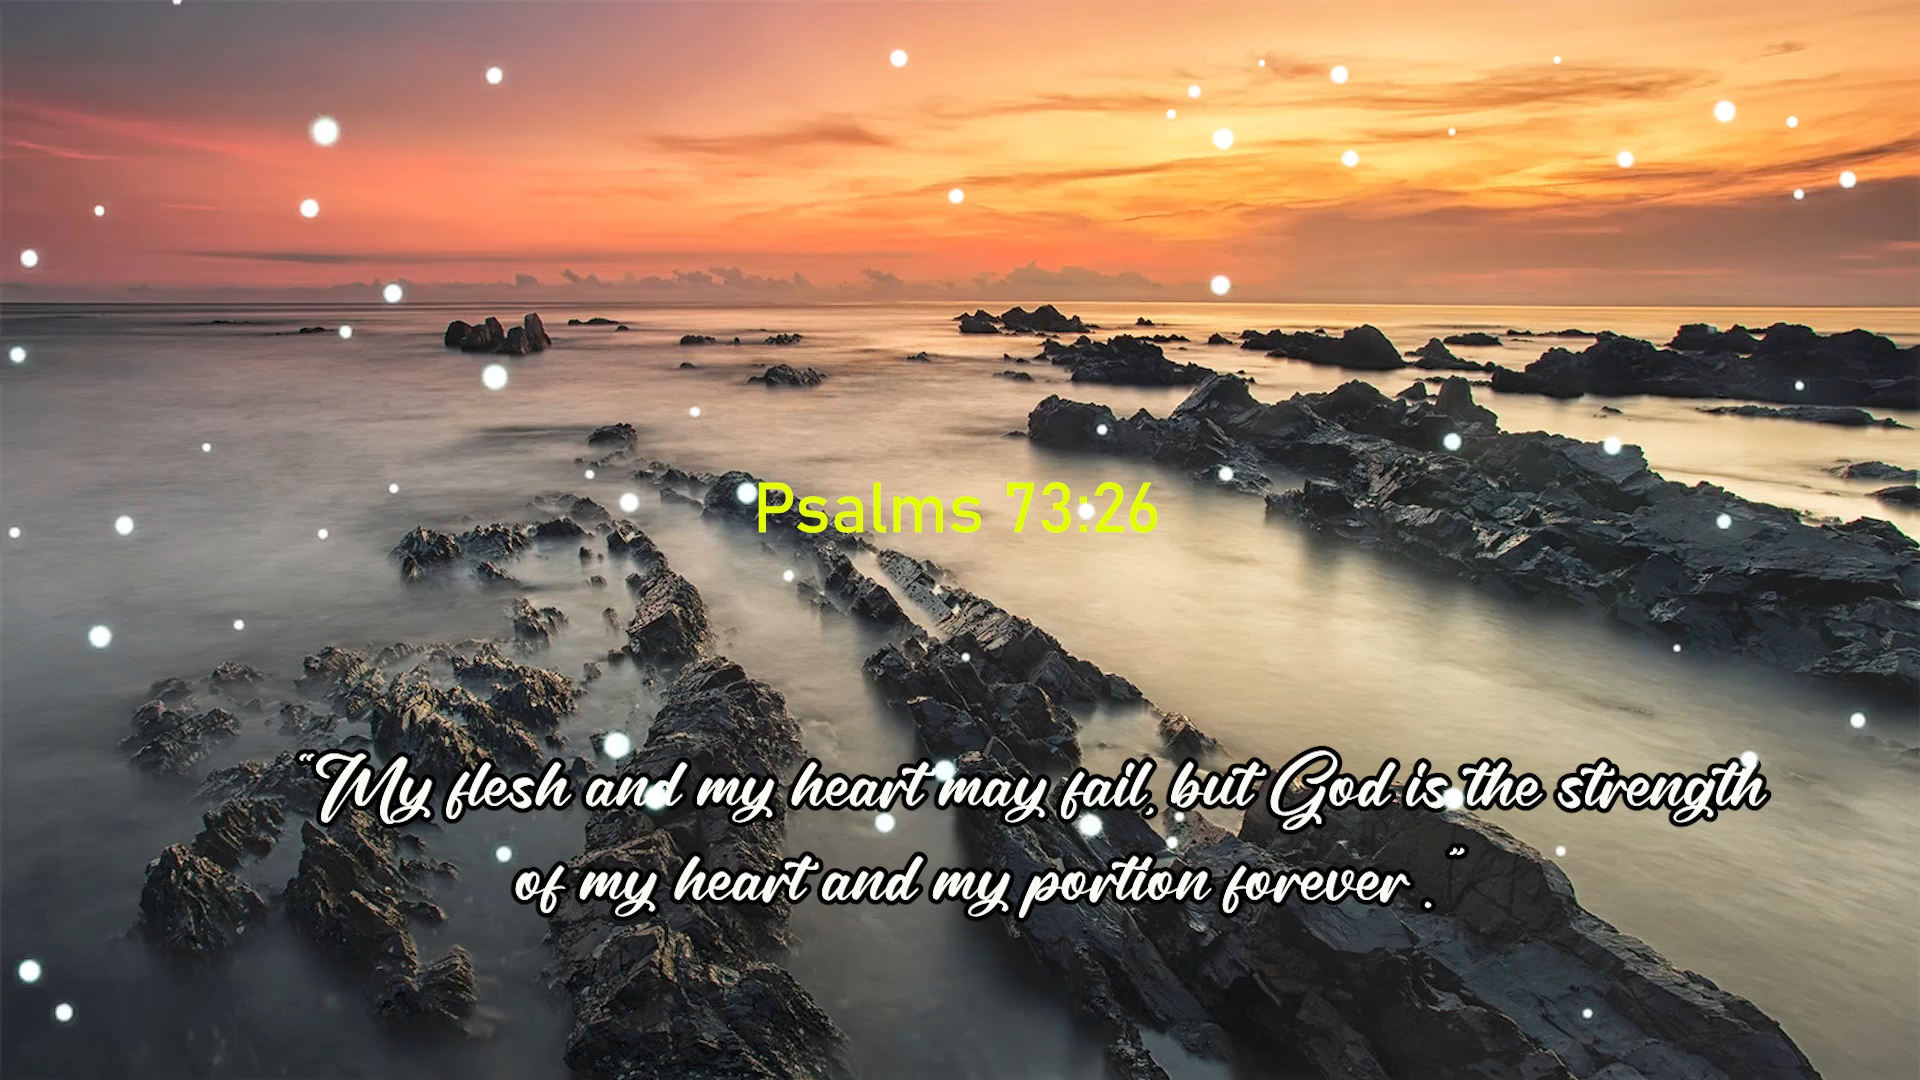 Psalms 73:26
“My flesh and my heart may fail, but God is the strength
of my heart and my portion forever .”